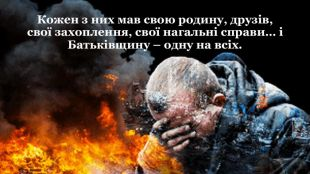 Кожен з них мав свою родину, друзів,
свої захоплення, свої нагальні справи... і
Батьківщину – одну на всіх.